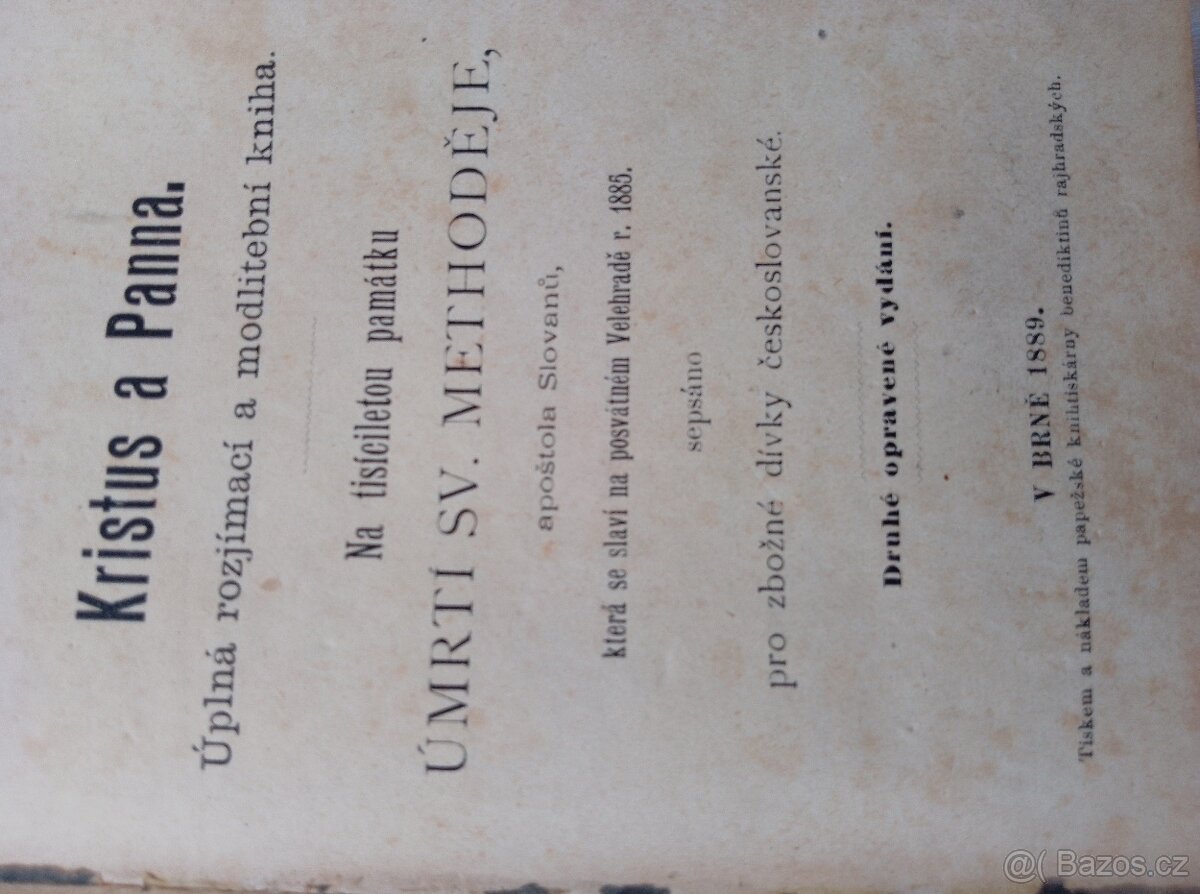 Kristus a Panna.
Úplná rozjímací a modlitební kniha.
Na tisíciletou památku
ÚMRTÍ SV. METHODĚJE,
apoštola Slovanů,
která se slaví na posvátném Velehradě r. 1885.
sepsáno
pro zbožné dívky českoslovanské.
Druhé opravené vydání.
V BRNĚ 1889.
Tiskem a nákladem papežské knihtiskárny benediktinů rajhradských.
@( Bazos.cz